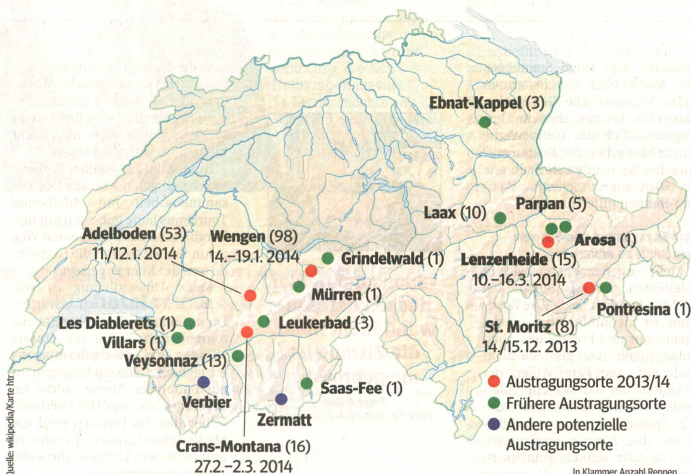 Ebnat-Kappel (3)
Laax (10)
Parpan (5)
Arosa (1)
Adelboden (53)
11./12.1. 2014
Wengen (98)
14.–19.1. 2014
Grindelwald (1)
Lenzerheide (15)
10.–16.3. 2014
Mürren (1)
Pontresina (1)
Les Diablerets (1)
Villars (1)
Leukerbad (3)
St. Moritz (8)
14./15.12. 2013
Veysonnaz (13)
Verbier
Saas-Fee (1)
Zermatt
Crans-Montana (16)
27.2.–2.3. 2014
Austragungsorte 2013/14
Frühere Austragungsorte
Andere potenzielle
Austragungsorte
In Klammer Anzahl Rennen
Quelle: wikipedia/Karte htr